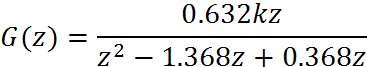 G(z) = 0.632kz / z² − 1.368z + 0.368z